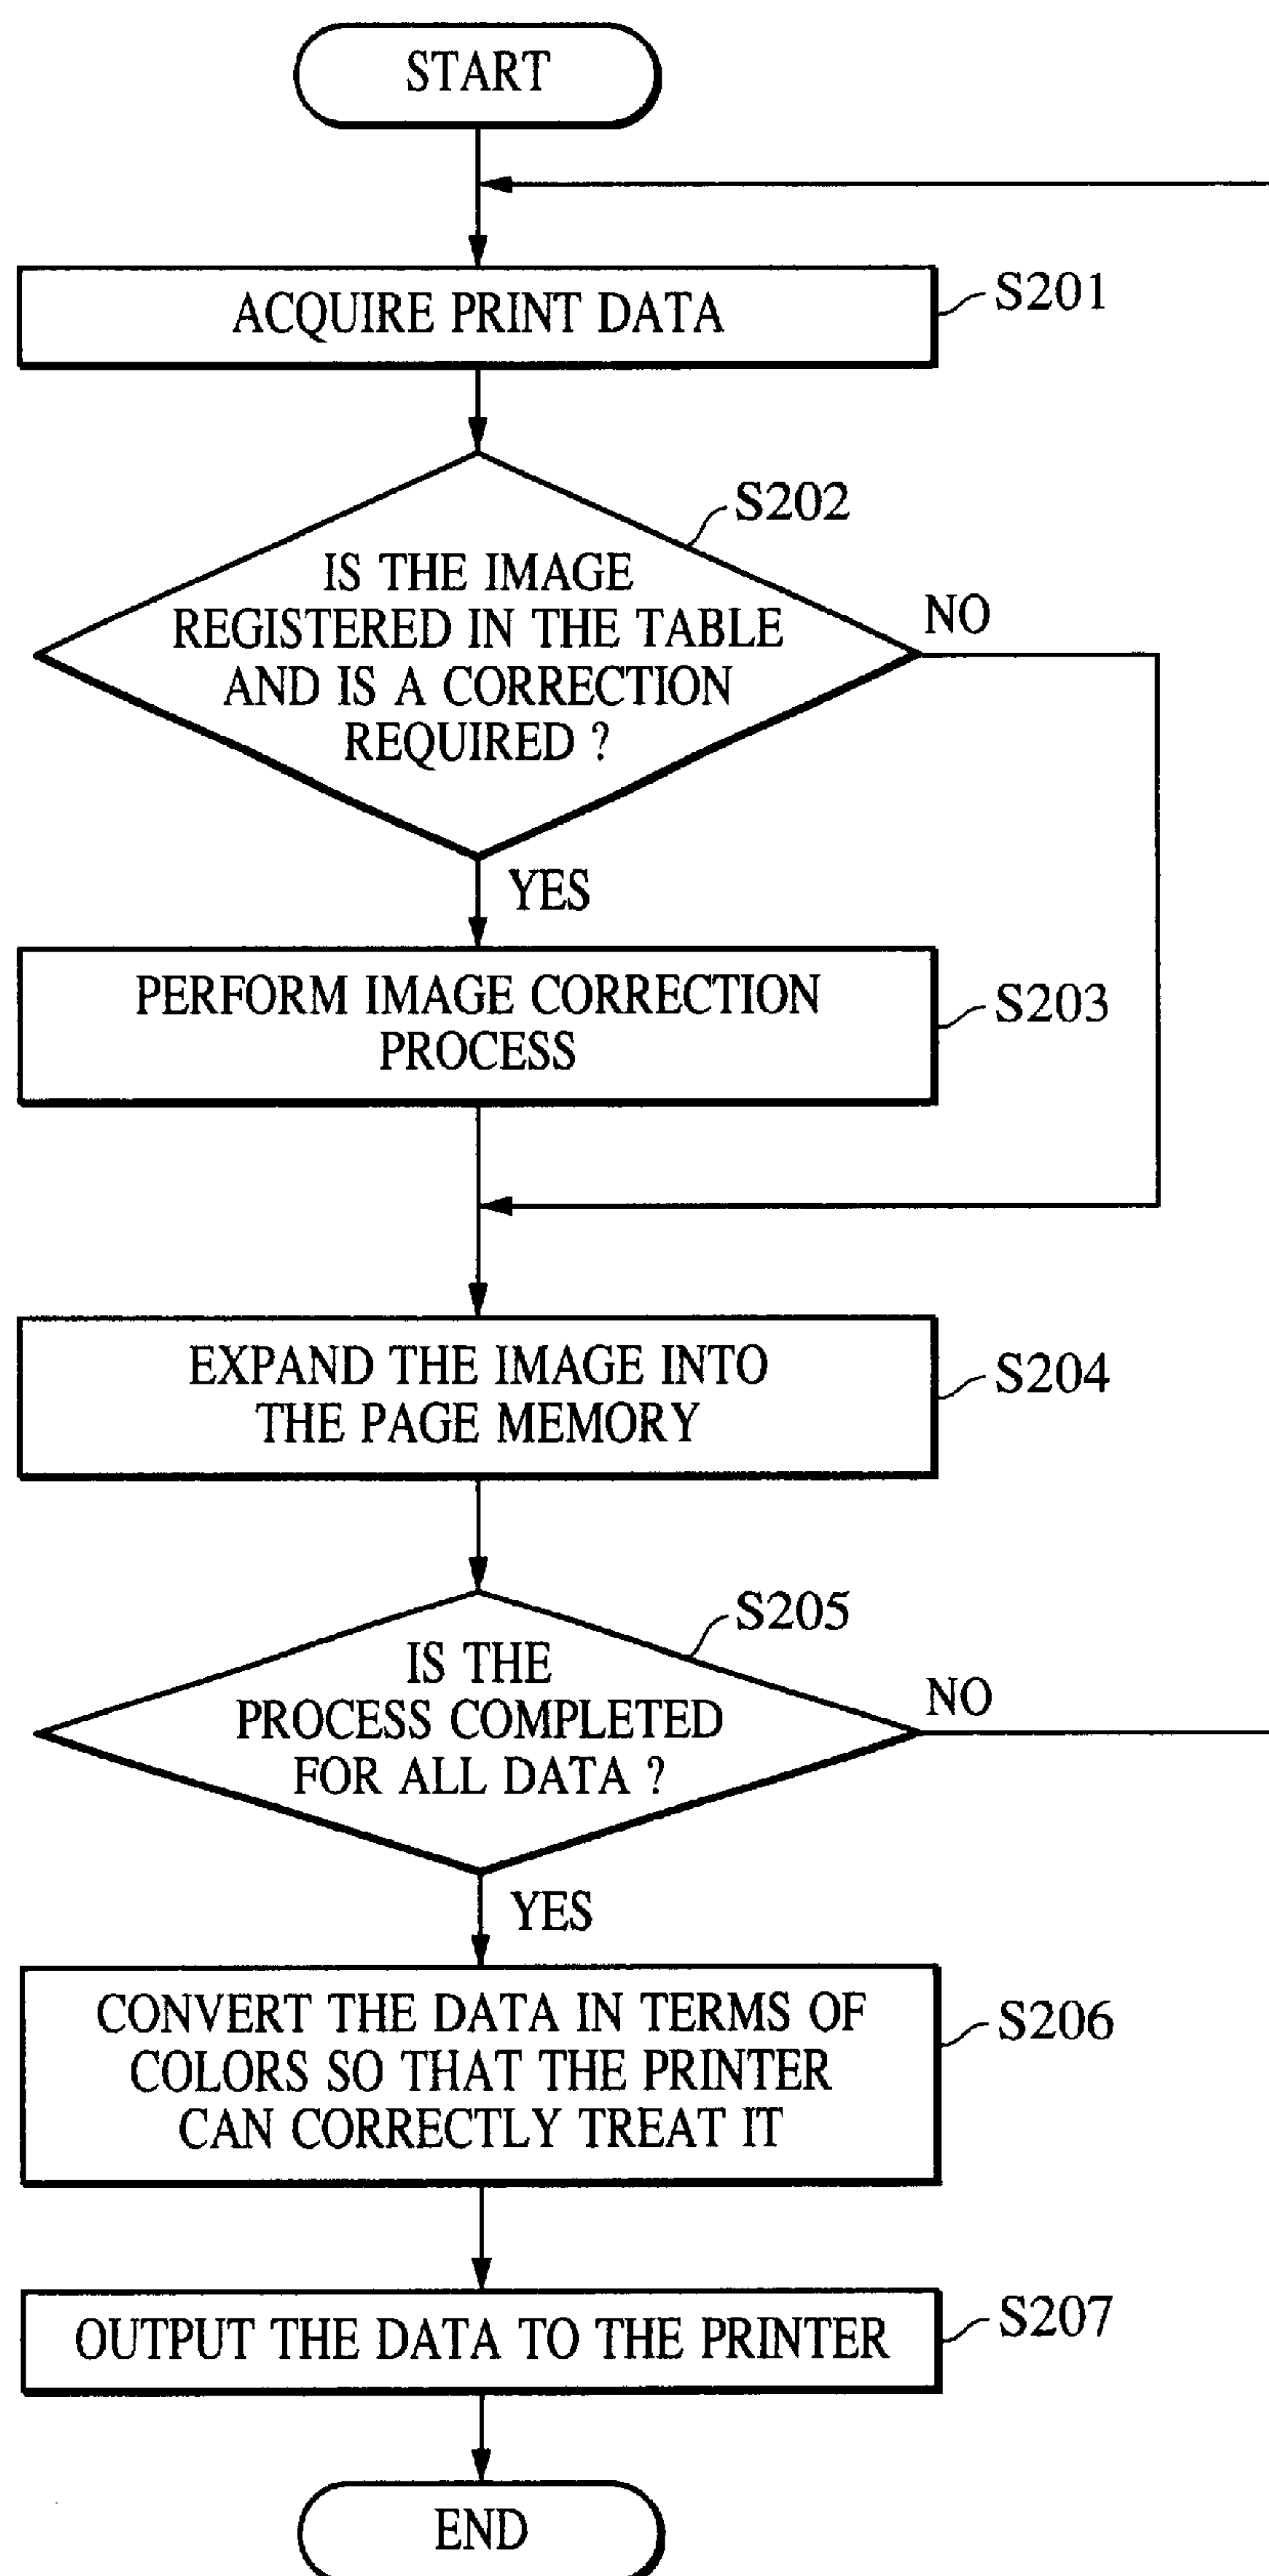 START
ACQUIRE PRINT DATA
S201
S202
IS THE IMAGE
REGISTERED IN THE TABLE
AND IS A CORRECTION
REQUIRED ?
NO
YES
PERFORM IMAGE CORRECTION
PROCESS
S203
EXPAND THE IMAGE INTO
THE PAGE MEMORY
S204
S205
IS THE
PROCESS COMPLETED
FOR ALL DATA ?
NO
YES
CONVERT THE DATA IN TERMS OF
COLORS SO THAT THE PRINTER
CAN CORRECTLY TREAT IT
S206
OUTPUT THE DATA TO THE PRINTER
S207
END